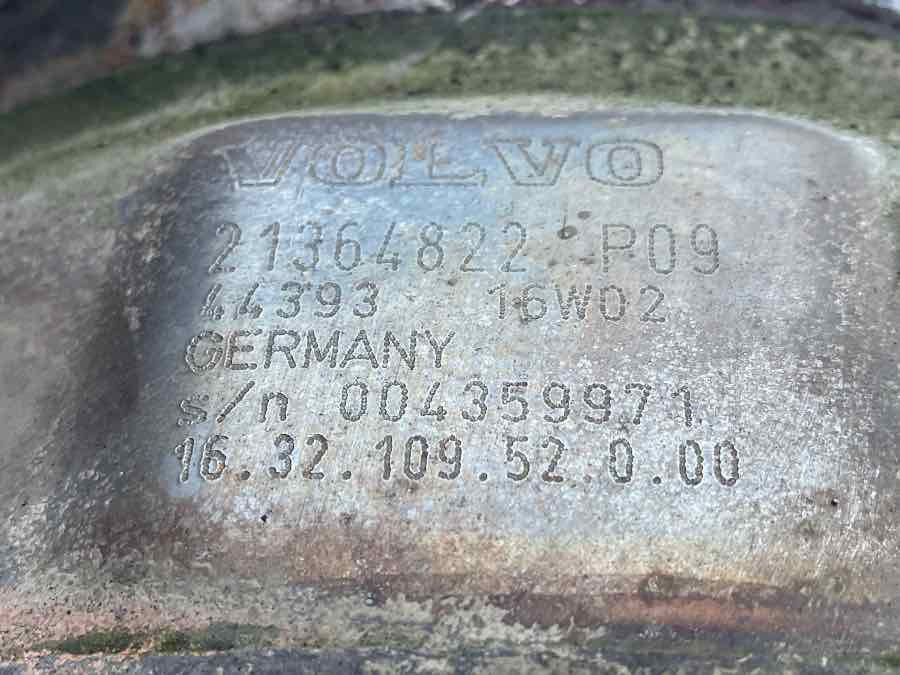 VOLVO
21364822 P09
44393 16W02
GERMANY
s/n 004359971
16.32.109.52.0.00